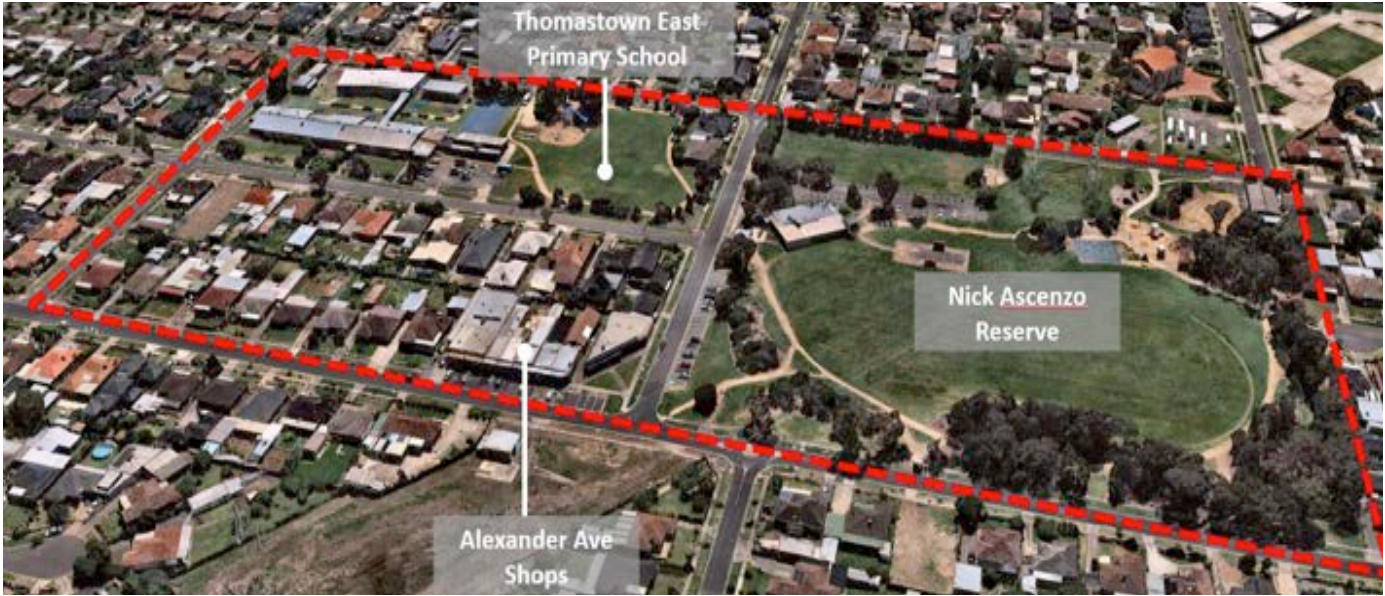 Thomastown East
Primary School
Nick Ascenzo
Reserve
Alexander Ave
Shops